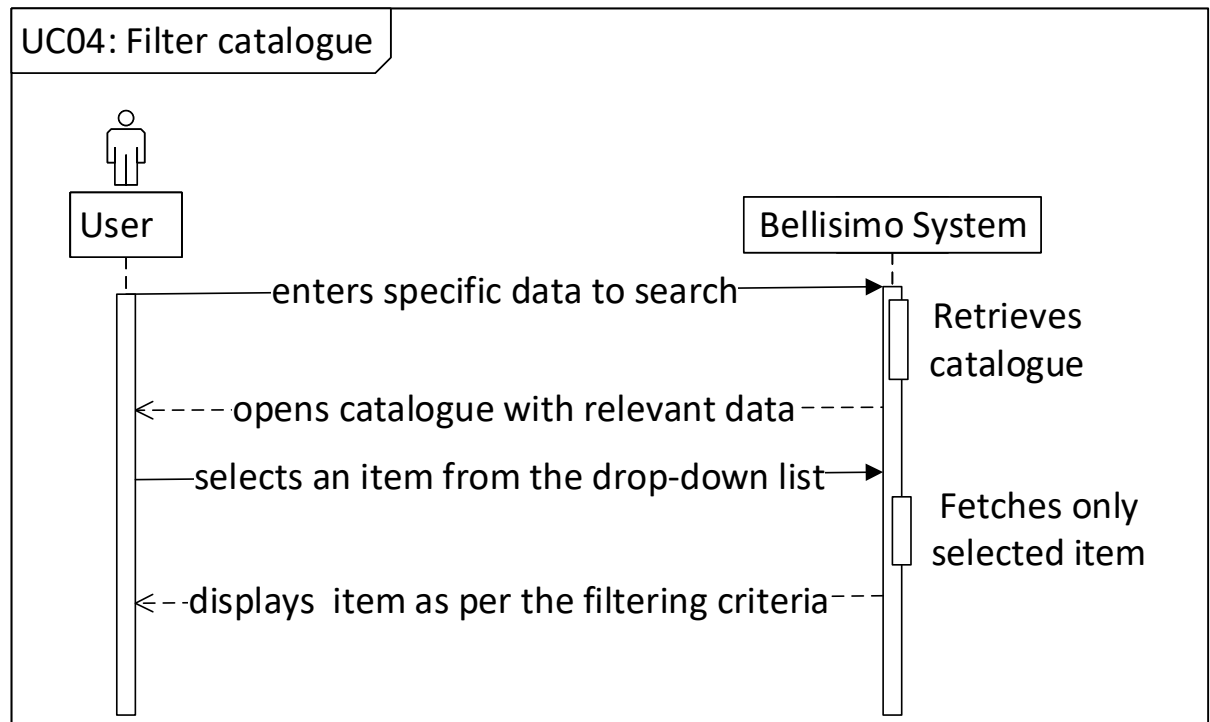 UC04: Filter catalogue
User
Bellisimo System
enters specific data to search
Retrieves
catalogue
opens catalogue with relevant data
selects an item from the drop-down list
Fetches only
selected item
displays  item as per the filtering criteria